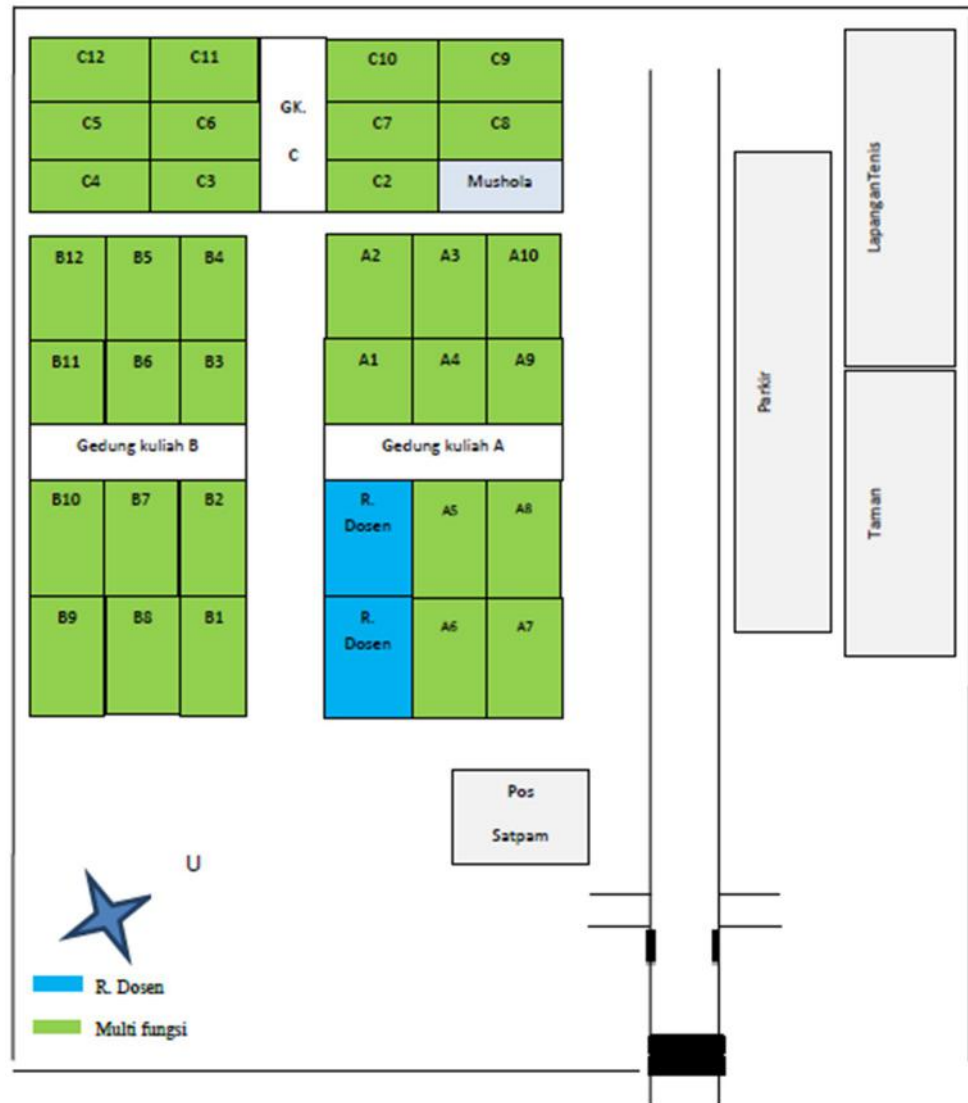 C12 C11 C10 C9
GK.
C5 C6 C7 C8
C
C4 C3 C2 Mushola
B12 B5 B4 A2 A3 A10
B11 B6 B3 A1 A4 A9
Gedung kuliah B Gedung kuliah A
B10 B7 B2 R. A5 A8
Dosen
B9 B8 B1 R. A6 A7
Dosen
LapanganTenis
Parkir
Taman
Pos
Satpam
U
R. Dosen
Multi fungsi